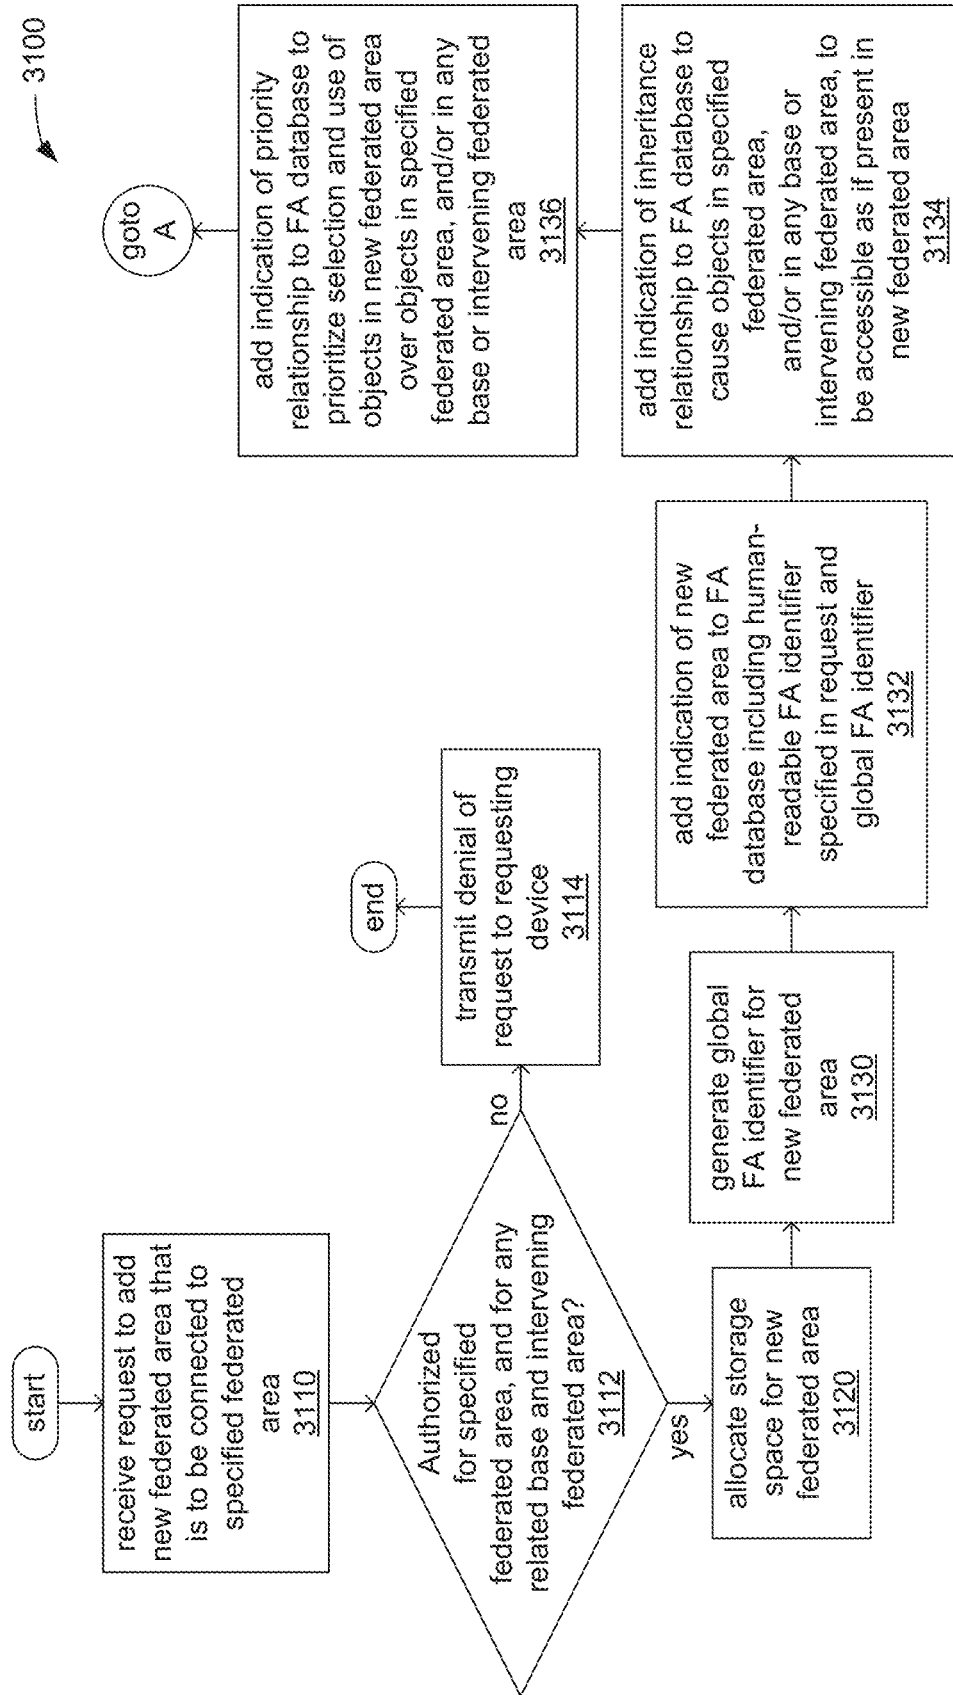 3100
start
receive request to add
new federated area that
is to be connected to
specified federated
area
3110
Authorized
for specified
federated area, and for any
related base and intervening
federated area?
3112
no
transmit denial of
request to requesting
device
3114
end
yes
allocate storage
space for new
federated area
3120
generate global
FA identifier for
new federated
area
3130
add indication of new
federated area to FA
database including human-
readable FA identifier
specified in request and
global FA identifier
3132
add indication of inheritance
relationship to FA database to
cause objects in specified
federated area,
and/or in any base or
intervening federated area, to
be accessible as if present in
new federated area
3134
add indication of priority
relationship to FA database to
prioritize selection and use of
objects in new federated area
over objects in specified
federated area, and/or in any
base or intervening federated
area
3136
goto
A